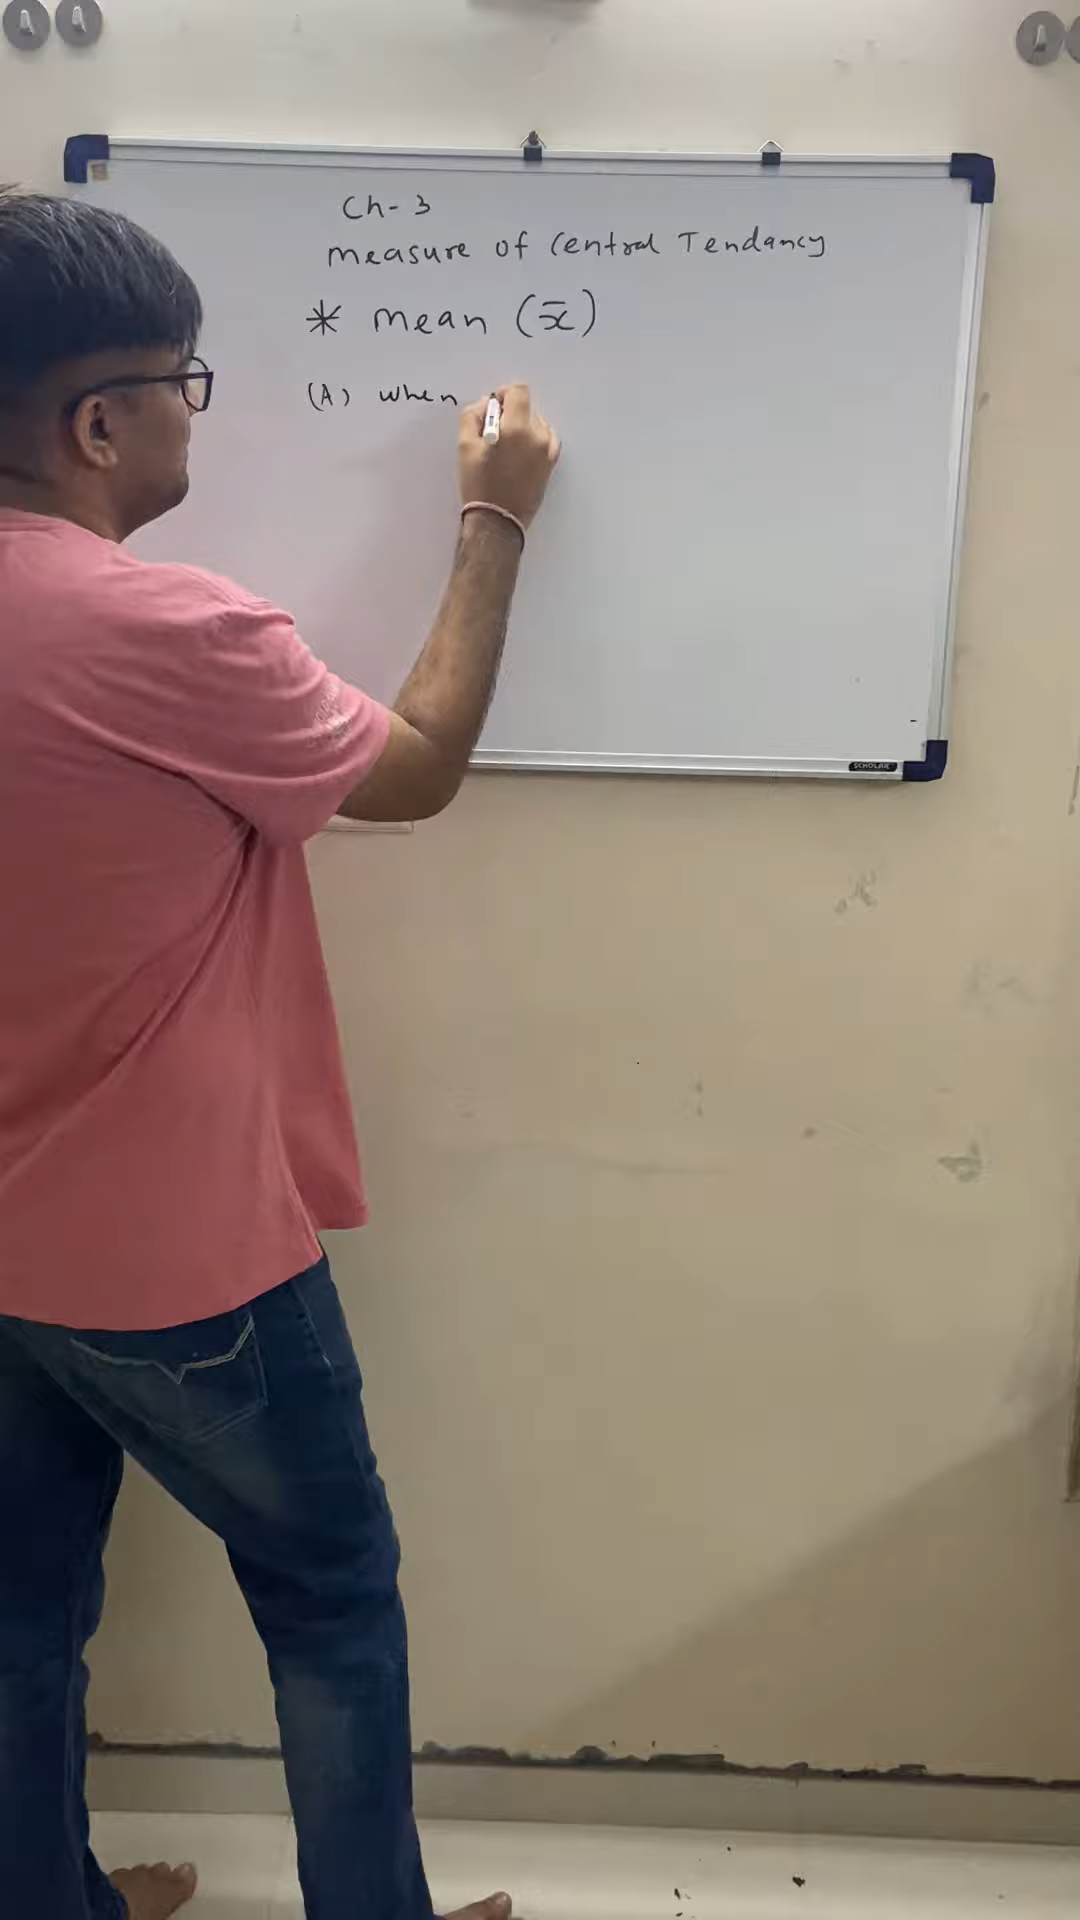 Ch-3
Measure of Central Tendancy
* Mean (x̄)
(A) when
SCHOLAR